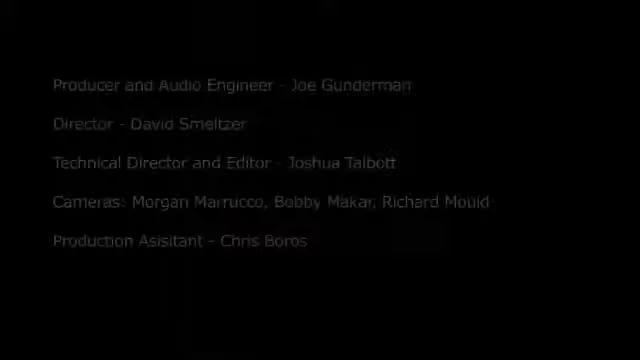 Producer and Audio Engineer - Joe Gunderman
Director - David Smeltzer
Technical Director and Editor - Joshua Talbott
Cameras: Morgan Marrucco, Bobby Makar, Richard Mould
Production Asisitant - Chris Boros